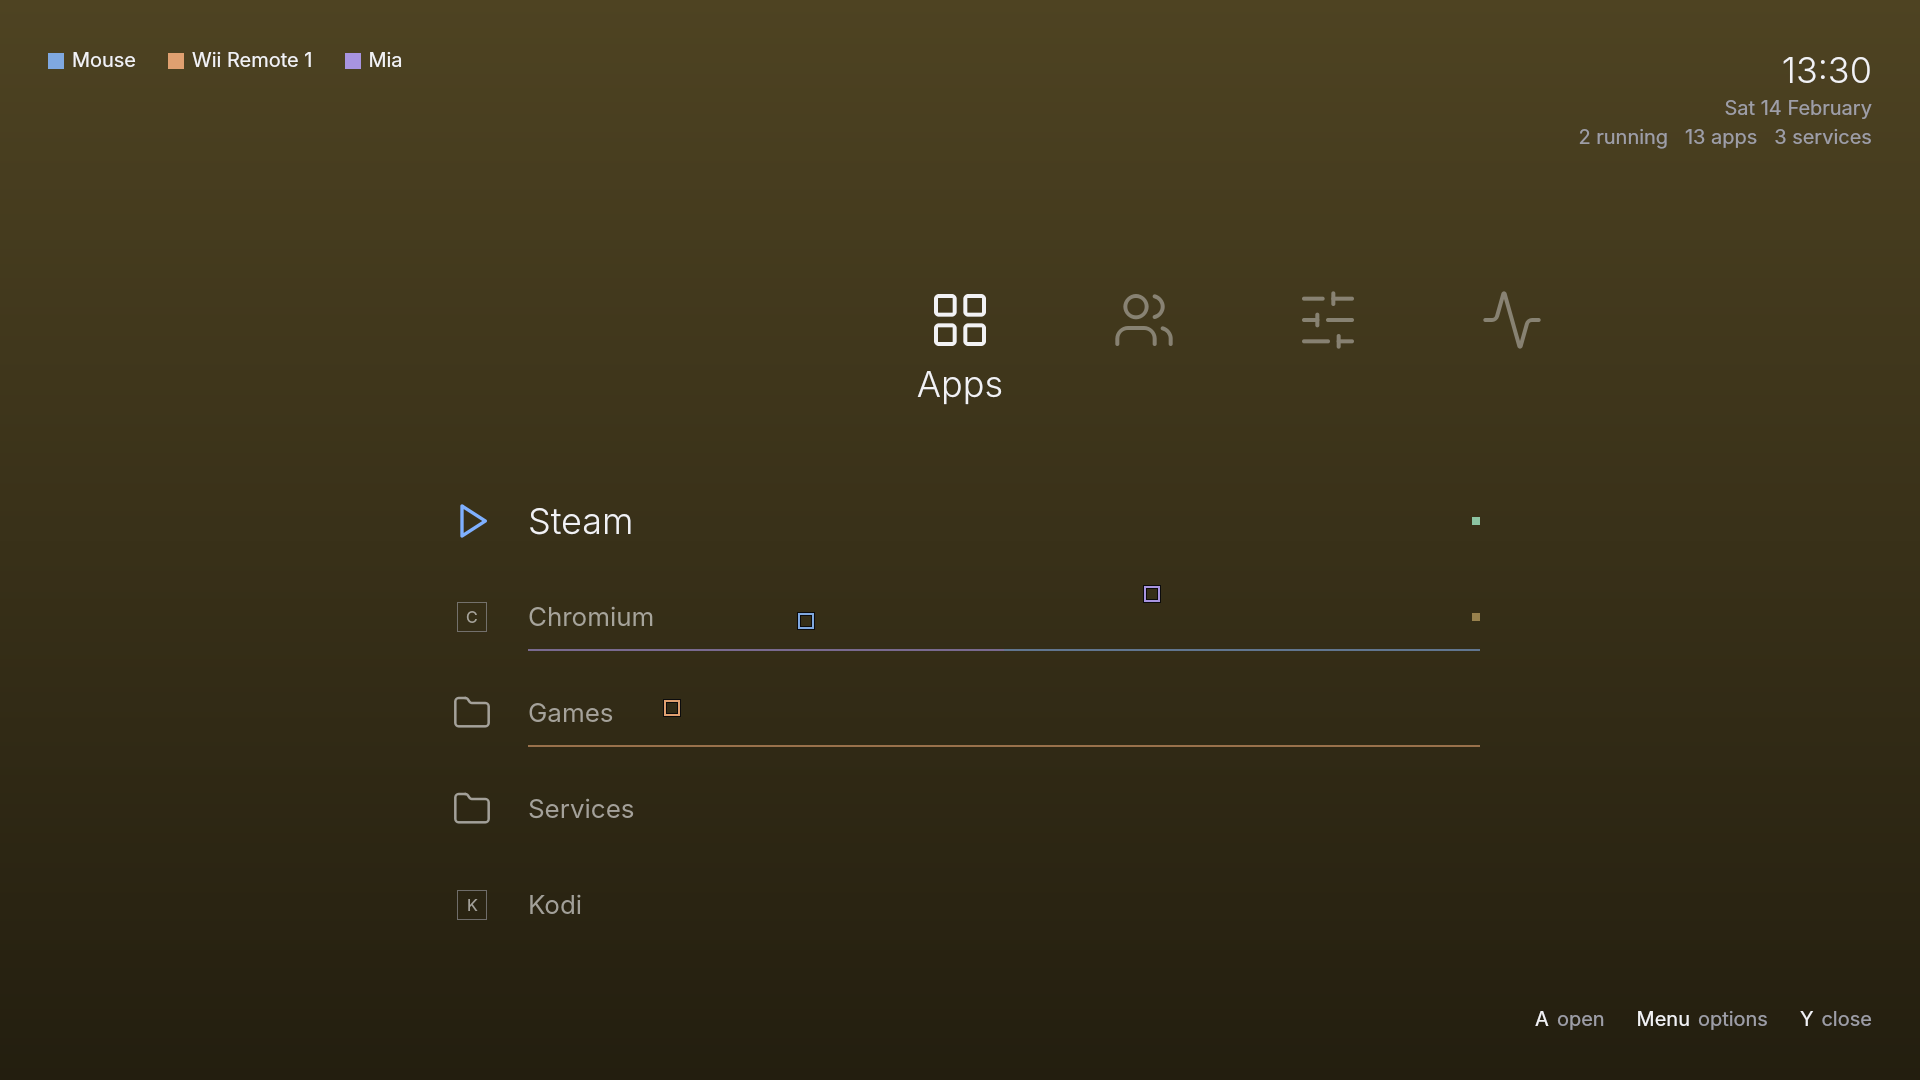 Mouse Wii Remote 1 Mia
13:30
Sat 14 February
2 running 13 apps 3 services
Apps
Steam
C Chromium
Games
Services
K Kodi
A open Menu options Y close